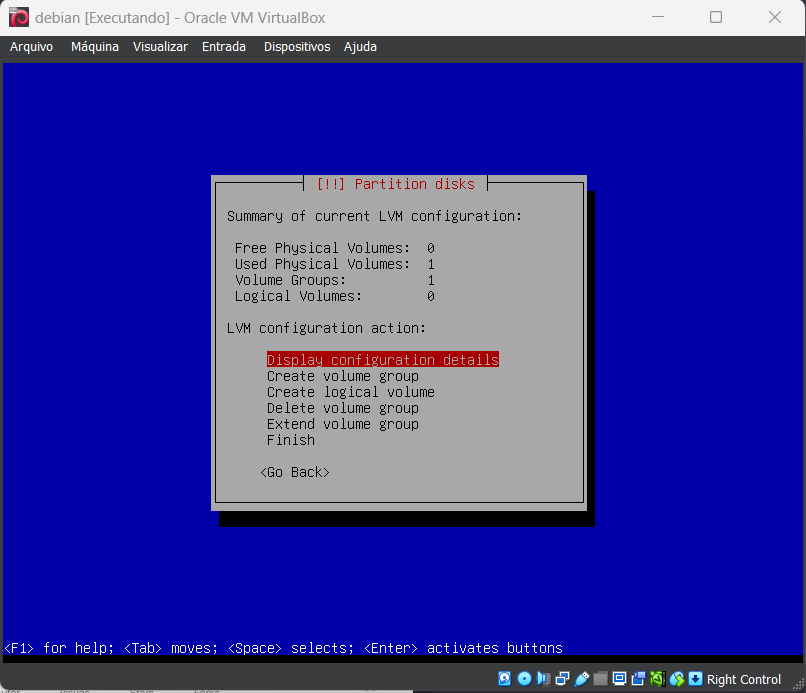 debian [Executando] - Oracle VM VirtualBox
Arquivo Máquina Visualizar Entrada Dispositivos Ajuda
[!!] Partition disks
Summary of current LVM configuration:
Free Physical Volumes: 0
Used Physical Volumes: 1
Volume Groups: 1
Logical Volumes: 0
LVM configuration action:
Display configuration details
Create volume group
Create logical volume
Delete volume group
Extend volume group
Finish
<Go Back>
<F1> for help; <Tab> moves; <Space> selects; <Enter> activates buttons
Right Control